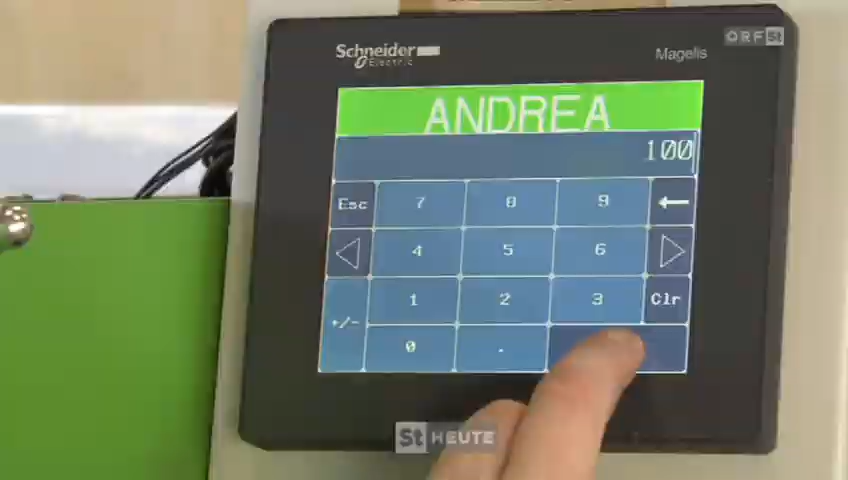 Schneider
Electric
Magelis
ORF St
ANDREA
100
Esc 7 8 9 ←
4 5 6
+/- 1 2 3 Clr
0 .
St HEUTE